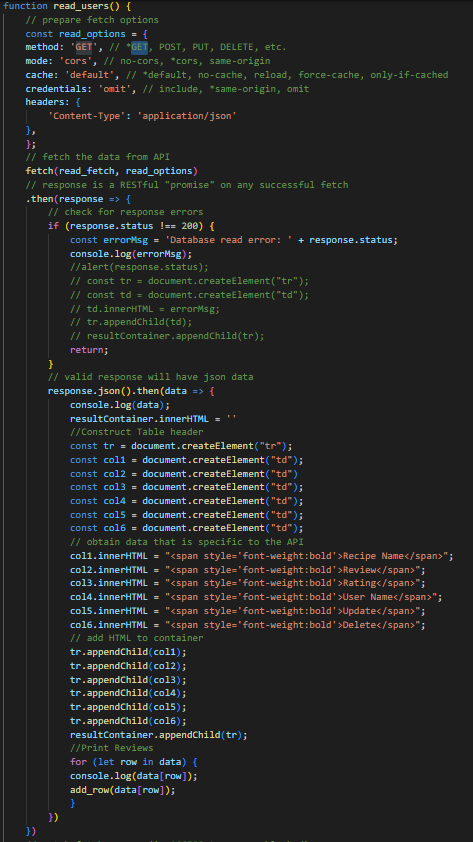 function read_users() {
// prepare fetch options
const read_options = {
method: 'GET', // *GET, POST, PUT, DELETE, etc.
mode: 'cors', // no-cors, *cors, same-origin
cache: 'default', // *default, no-cache, reload, force-cache, only-if-cached
credentials: 'omit', // include, *same-origin, omit
headers: {
'Content-Type': 'application/json'
},
};
// fetch the data from API
fetch(read_fetch, read_options)
// response is a RESTful "promise" on any successful fetch
.then(response => {
// check for response errors
if (response.status !== 200) {
const errorMsg = 'Database read error: ' + response.status;
console.log(errorMsg);
//alert(response.status);
// const tr = document.createElement("tr");
// const td = document.createElement("td");
// td.innerHTML = errorMsg;
// tr.appendChild(td);
// resultContainer.appendChild(tr);
return;
}
// valid response will have json data
response.json().then(data => {
console.log(data);
resultContainer.innerHTML = ''
//Construct Table header
const tr = document.createElement("tr");
const col1 = document.createElement("td");
const col2 = document.createElement("td")
const col3 = document.createElement("td");
const col4 = document.createElement("td");
const col5 = document.createElement("td");
const col6 = document.createElement("td");
// obtain data that is specific to the API
col1.innerHTML = "<span style='font-weight:bold'>Recipe Name</span>";
col2.innerHTML = "<span style='font-weight:bold'>Review</span>";
col3.innerHTML = "<span style='font-weight:bold'>Rating</span>";
col4.innerHTML = "<span style='font-weight:bold'>User Name</span>";
col5.innerHTML = "<span style='font-weight:bold'>Update</span>";
col6.innerHTML = "<span style='font-weight:bold'>Delete</span>";
// add HTML to container
tr.appendChild(col1);
tr.appendChild(col2);
tr.appendChild(col3);
tr.appendChild(col4);
tr.appendChild(col5);
tr.appendChild(col6);
resultContainer.appendChild(tr);
//Print Reviews
for (let row in data) {
console.log(data[row]);
add_row(data[row]);
}
})
})